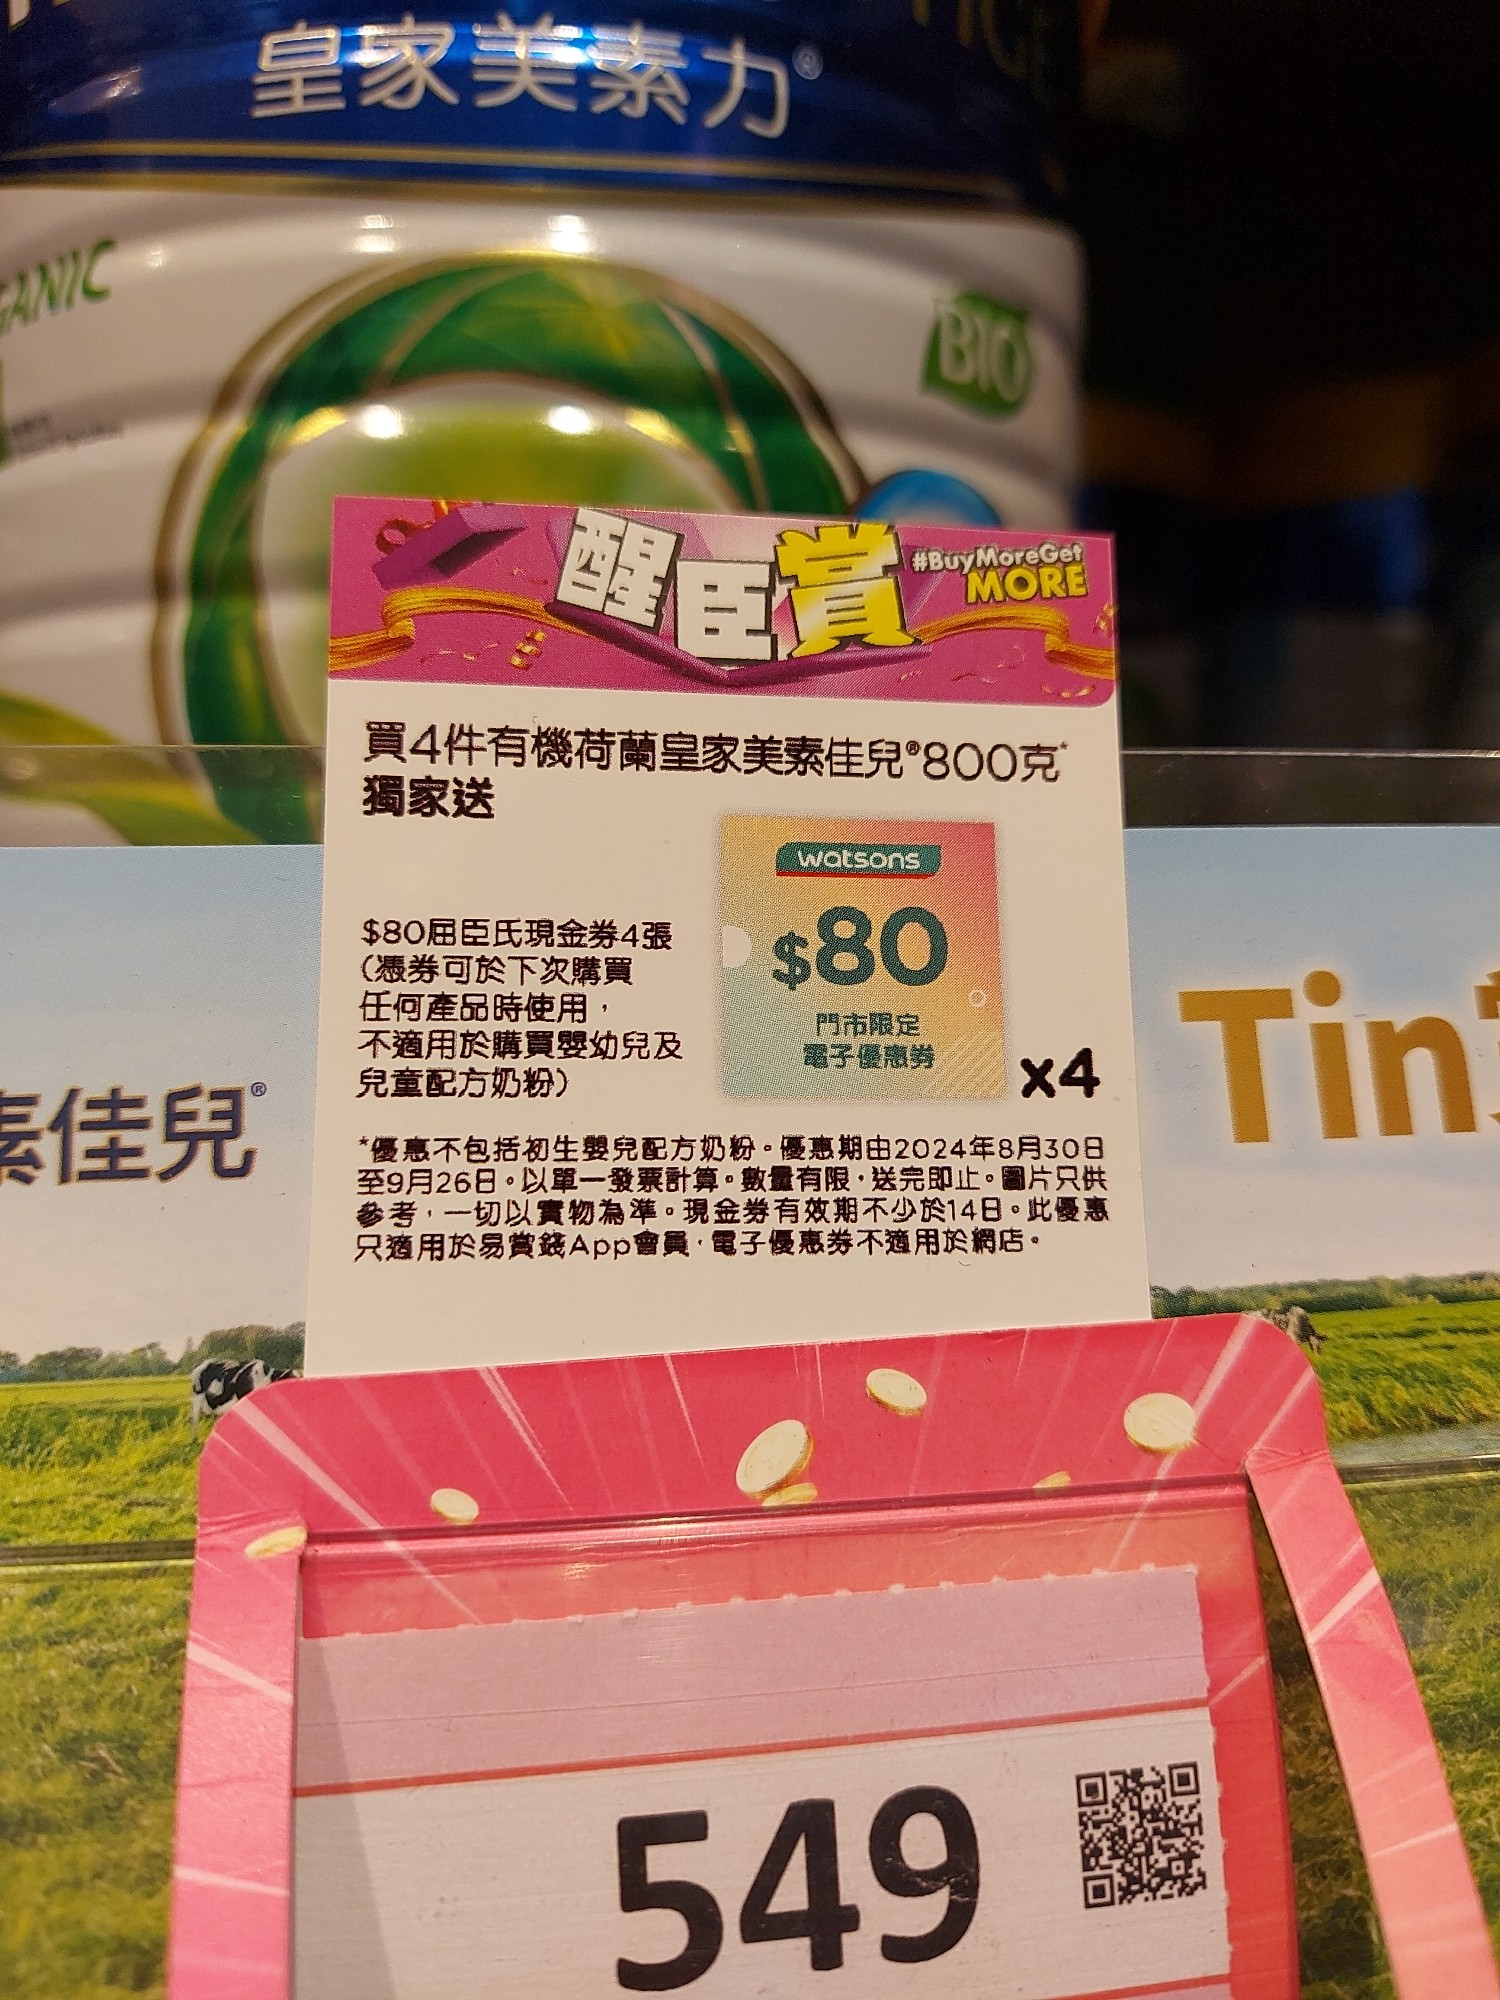 皇家美素力®
BIO
醒臣賞
#BuyMoreGet
MORE
買4件有機荷蘭皇家美素佳兒®800克*
獨家送
watsons
$80
門市限定
電子優惠券
x4
$80屈臣氏現金券4張
(憑券可於下次購買
任何產品時使用，
不適用於購買嬰幼兒及
兒童配方奶粉)
*優惠不包括初生嬰兒配方奶粉。優惠期由2024年8月30日
至9月26日。以單一發票計算。數量有限，送完即止。圖片只供
參考，一切以實物為準。現金券有效期不少於14日。此優惠
只適用於易賞錢App會員，電子優惠券不適用於網店。
素佳兒®
Tin
549